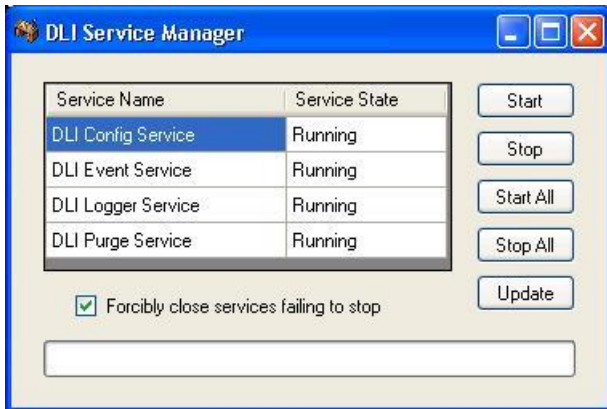 DLI Service Manager
Service Name Service State
DLI Config Service Running
DLI Event Service Running
DLI Logger Service Running
DLI Purge Service Running
Forcibly close services failing to stop
Start
Stop
Start All
Stop All
Update